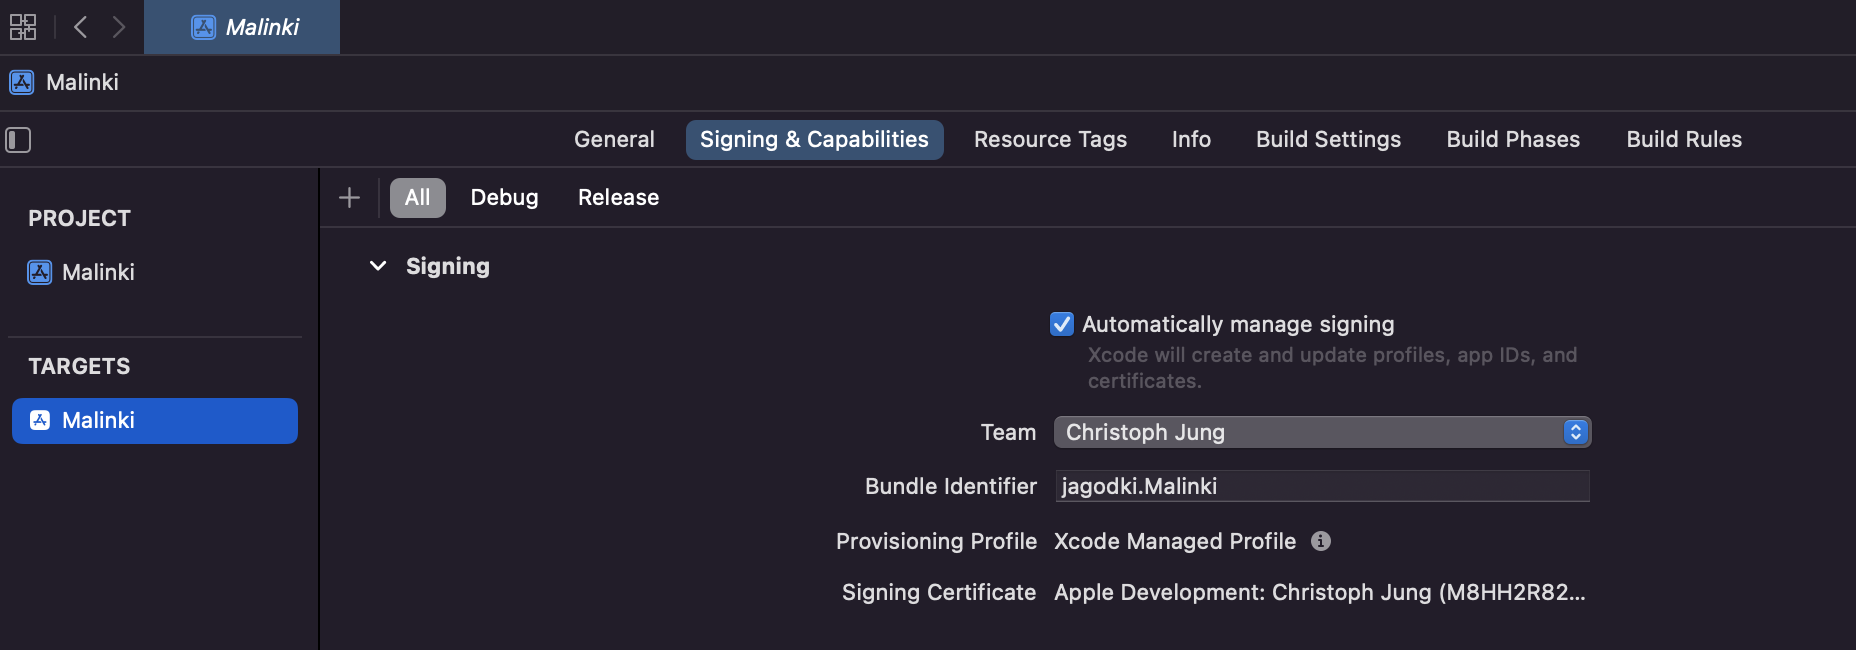 Malinki
Malinki
General Signing & Capabilities Resource Tags Info Build Settings Build Phases Build Rules
PROJECT
Malinki
TARGETS
Malinki
All Debug Release
Signing
Automatically manage signing
Xcode will create and update profiles, app IDs, and
certificates.
Team Christoph Jung
Bundle Identifier jagodki.Malinki
Provisioning Profile Xcode Managed Profile
Signing Certificate Apple Development: Christoph Jung (M8HH2R82...